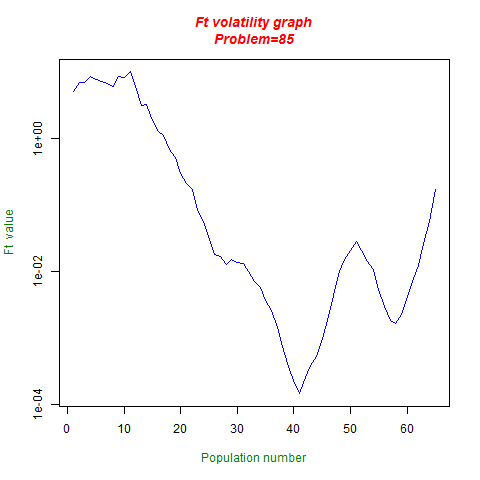 Ft volatility graph
Problem=85
1e+00
1e-02
1e-04
Ft value
0 10 20 30 40 50 60
Population number